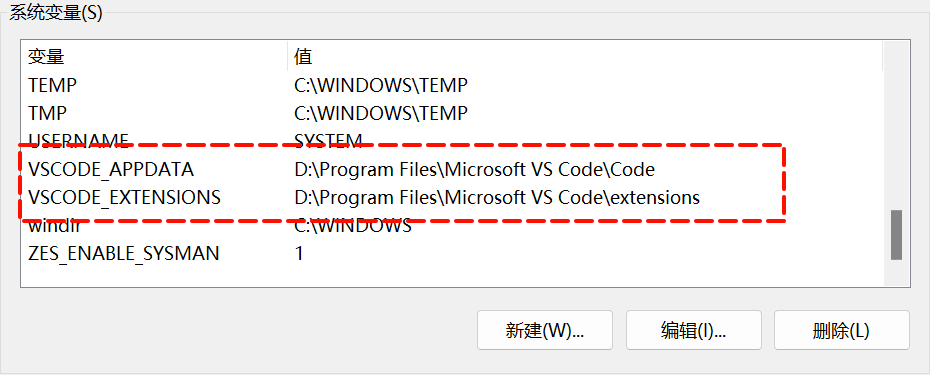 系统变量(S)
变量 值
TEMP C:\WINDOWS\TEMP
TMP C:\WINDOWS\TEMP
USERNAME SYSTEM
VSCODE_APPDATA D:\Program Files\Microsoft VS Code\Code
VSCODE_EXTENSIONS D:\Program Files\Microsoft VS Code\extensions
windir C:\WINDOWS
ZES_ENABLE_SYSMAN 1
新建(W)... 编辑(I)... 删除(L)